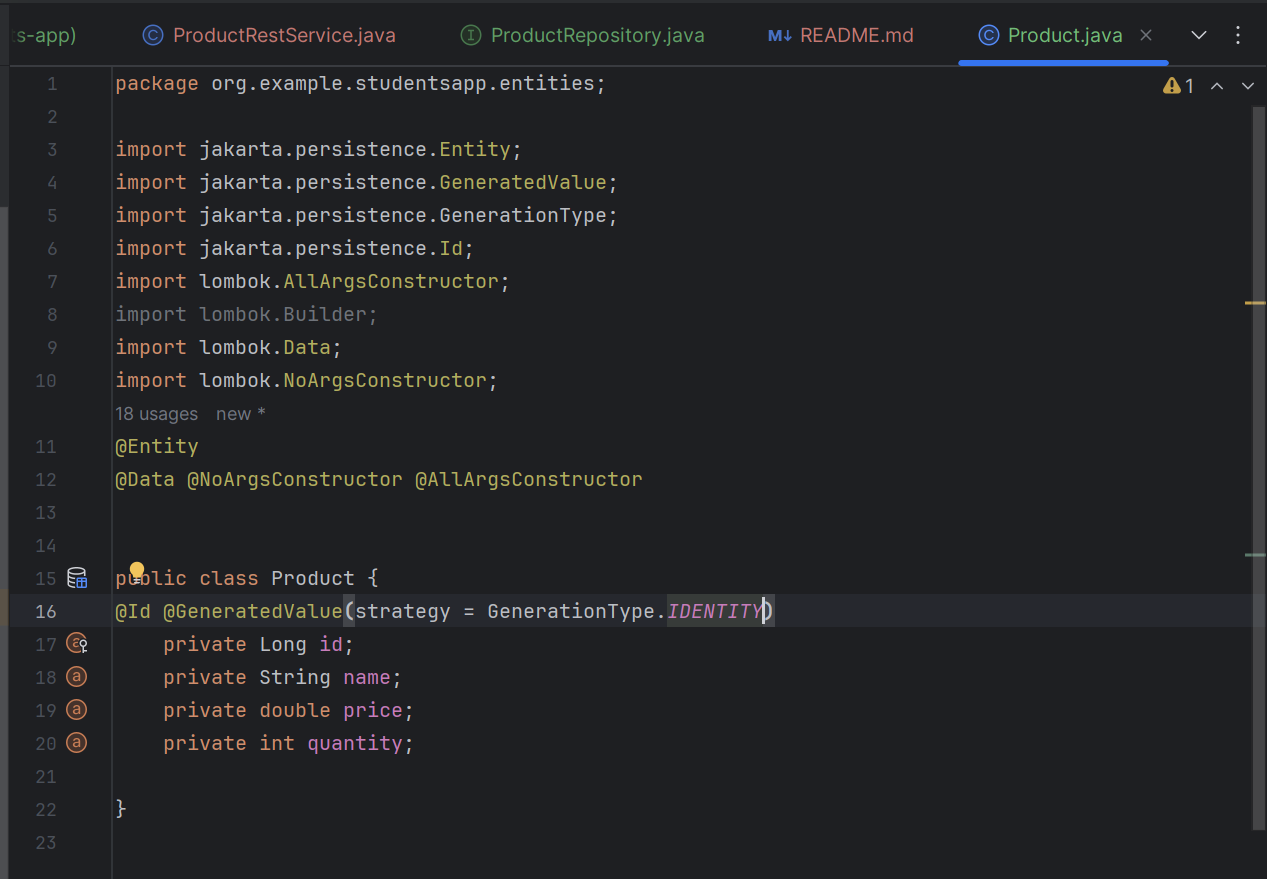 s-app)
ProductRestService.java
ProductRepository.java
README.md
Product.java
1
1 package org.example.studentsapp.entities;
2
3 import jakarta.persistence.Entity;
4 import jakarta.persistence.GeneratedValue;
5 import jakarta.persistence.GenerationType;
6 import jakarta.persistence.Id;
7 import lombok.AllArgsConstructor;
8 import lombok.Builder;
9 import lombok.Data;
10 import lombok.NoArgsConstructor;
18 usages   new *
11 @Entity
12 @Data @NoArgsConstructor @AllArgsConstructor
13
14
15 public class Product {
16 @Id @GeneratedValue(strategy = GenerationType.IDENTITY)
17     private Long id;
18     private String name;
19     private double price;
20     private int quantity;
21
22 }
23